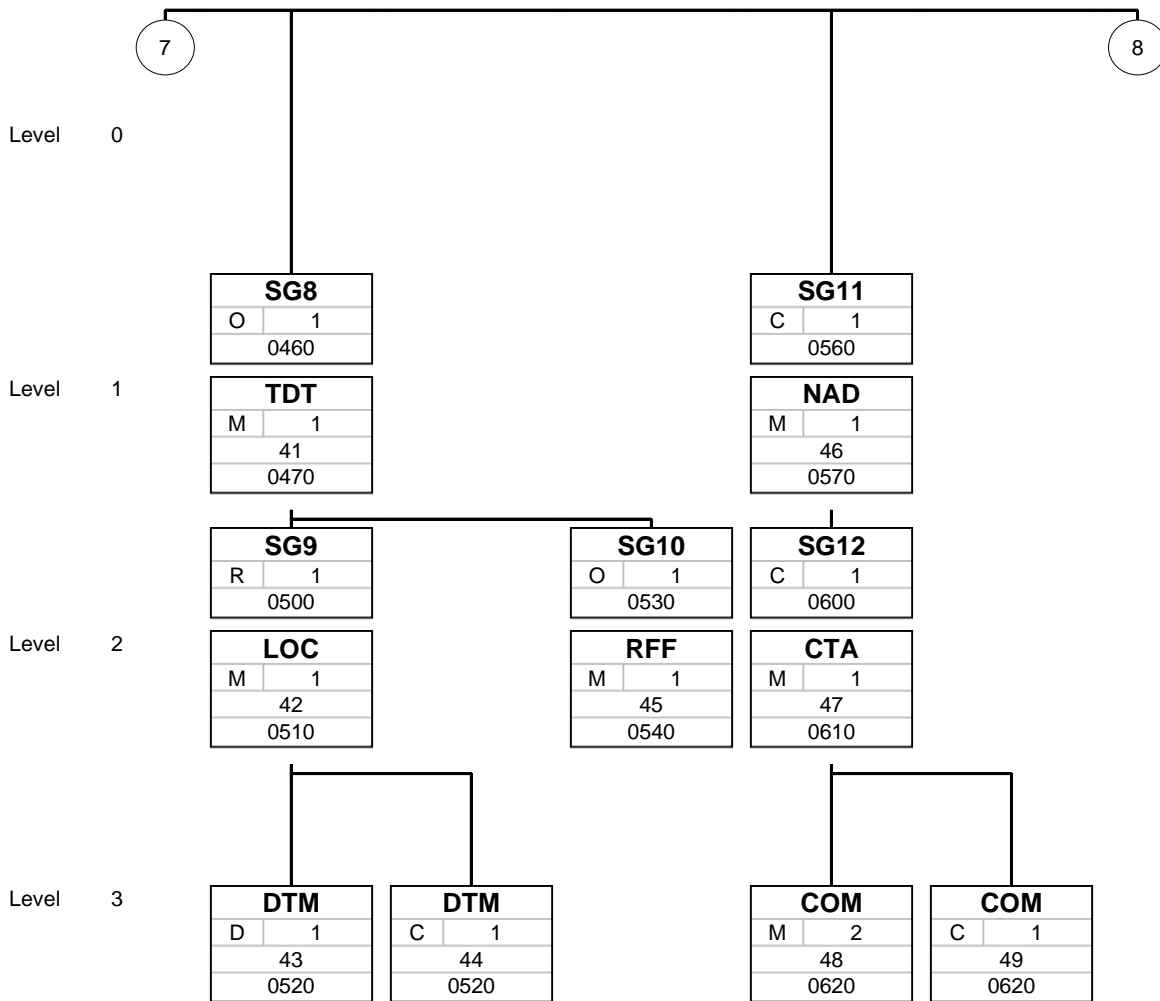 7 8
Level 0
SG8 SG11
O 1 C 1
0460 0560
Level 1
TDT NAD
M 1 M 1
41 46
0470 0570
SG9 SG10 SG12
R 1 O 1 C 1
0500 0530 0600
Level 2
LOC RFF CTA
M 1 M 1 M 1
42 45 47
0510 0540 0610
Level 3
DTM DTM COM COM
D 1 C 1 M 2 C 1
43 44 48 49
0520 0520 0620 0620